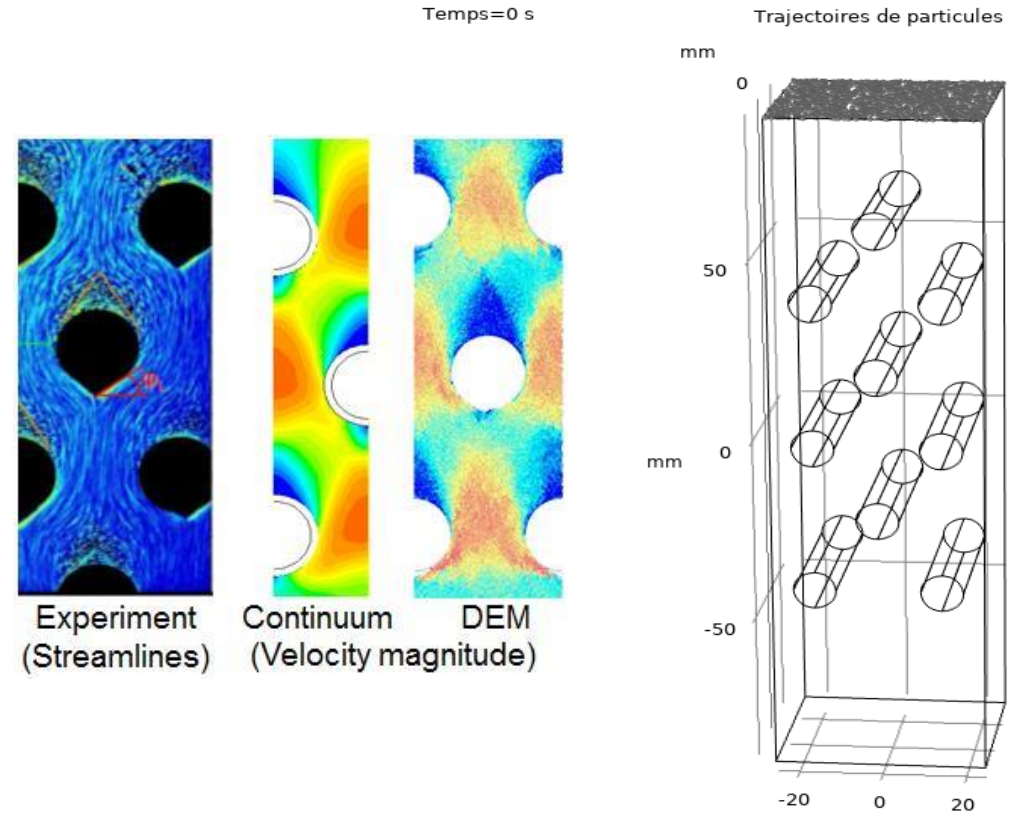 Temps=0 s
Trajectoires de particules
mm
0
50
0
mm
-50
-20
0
20
Experiment
(Streamlines)
Continuum
DEM
(Velocity magnitude)